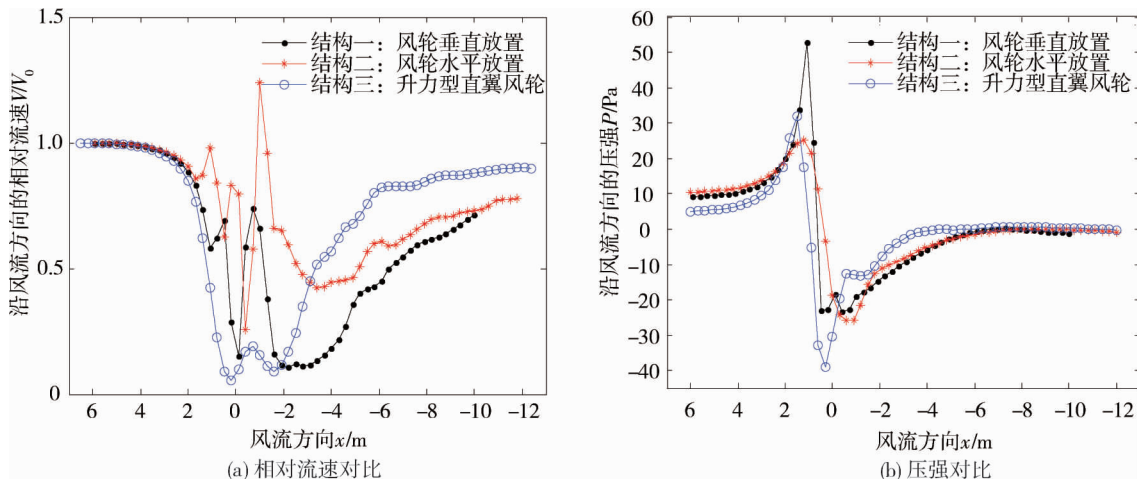 沿风流方向的相对流速V/V₀
1.5
1.0
0.5
0
结构一：风轮垂直放置
结构二：风轮水平放置
结构三：升力型直翼风轮
6 4 2 0 -2 -4 -6 -8 -10 -12
风流方向x/m
(a) 相对流速对比
沿风流方向的压强P/Pa
60
50
40
30
20
10
0
-10
-20
-30
-40
结构一：风轮垂直放置
结构二：风轮水平放置
结构三：升力型直翼风轮
6 4 2 0 -2 -4 -6 -8 -10 -12
风流方向x/m
(b) 压强对比